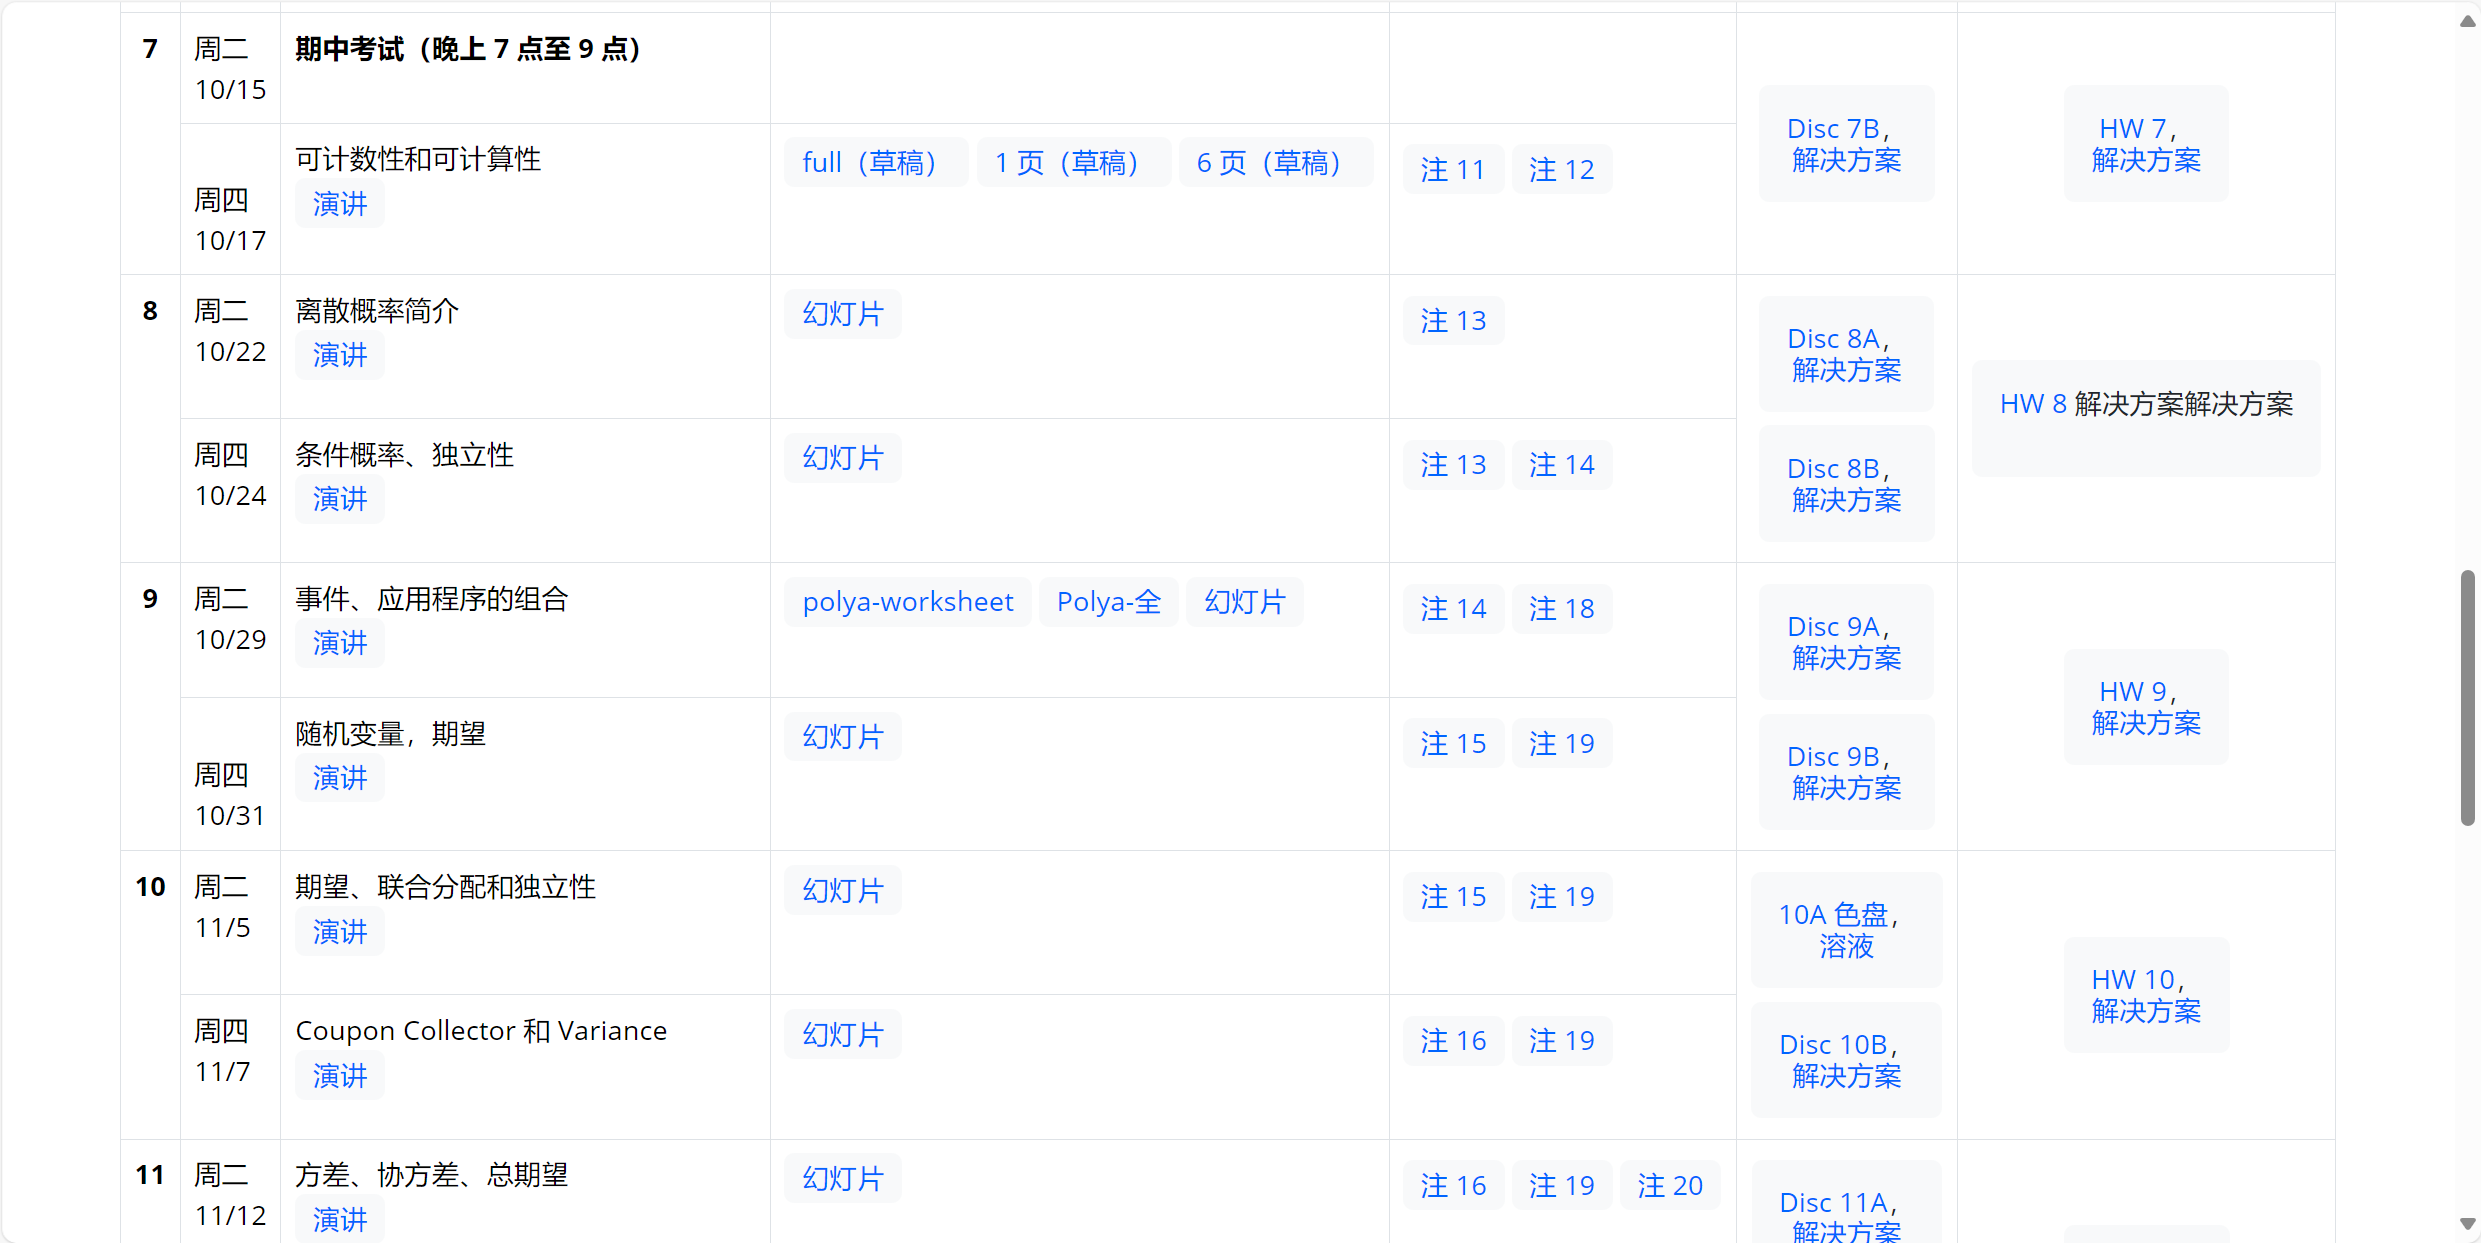 7
周二
10/15
期中考试（晚上 7 点至 9 点）
周四
10/17
可计数性和可计算性
演讲
full（草稿） 1 页（草稿） 6 页（草稿）
注 11 注 12
Disc 7B,
解决方案
HW 7,
解决方案
8
周二
10/22
离散概率简介
演讲
幻灯片
注 13
Disc 8A,
解决方案
HW 8 解决方案解决方案
周四
10/24
条件概率、独立性
演讲
幻灯片
注 13 注 14
Disc 8B,
解决方案
9
周二
10/29
事件、应用程序的组合
演讲
polya-worksheet Polya-全 幻灯片
注 14 注 18
Disc 9A,
解决方案
HW 9,
解决方案
周四
10/31
随机变量，期望
演讲
幻灯片
注 15 注 19
Disc 9B,
解决方案
10
周二
11/5
期望、联合分配和独立性
演讲
幻灯片
注 15 注 19
10A 色盘,
溶液
HW 10,
解决方案
周四
11/7
Coupon Collector 和 Variance
演讲
幻灯片
注 16 注 19
Disc 10B,
解决方案
11
周二
11/12
方差、协方差、总期望
演讲
幻灯片
注 16 注 19 注 20
Disc 11A,
解决方案